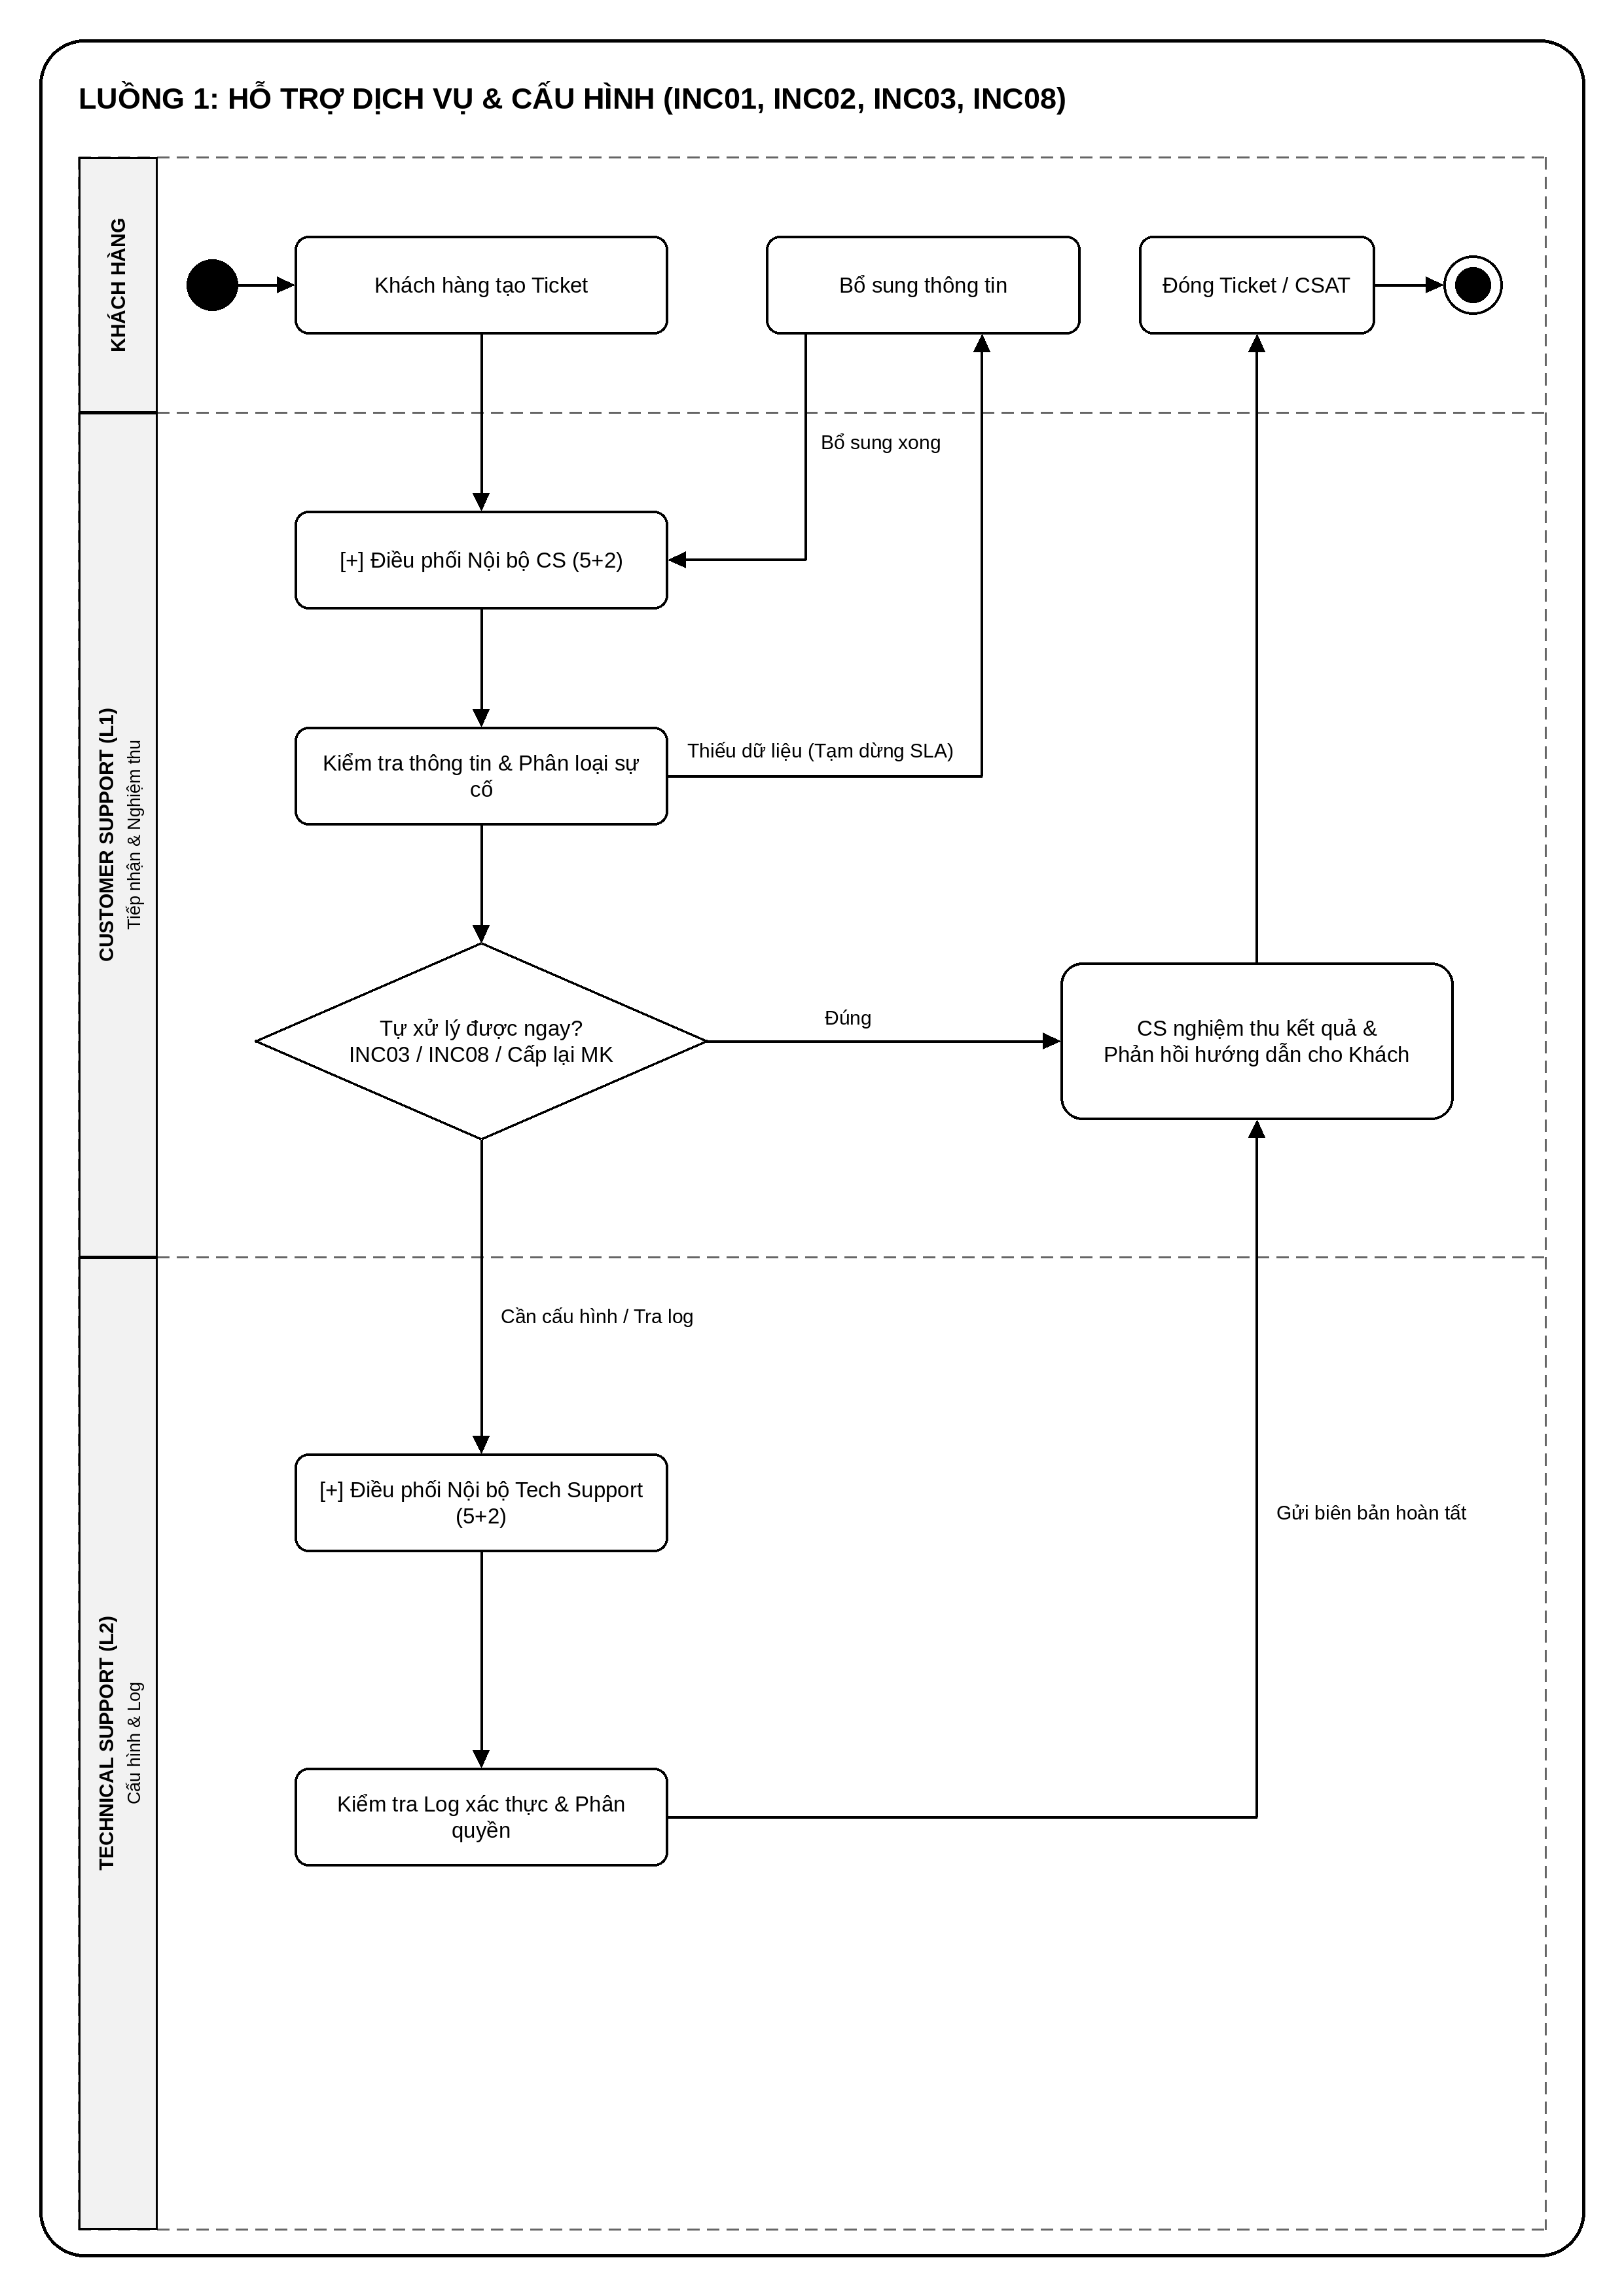 LUỒNG 1: HỖ TRỢ DỊCH VỤ & CẤU HÌNH (INC01, INC02, INC03, INC08)
KHÁCH HÀNG
Khách hàng tạo Ticket
Bổ sung thông tin
Đóng Ticket / CSAT
CUSTOMER SUPPORT (L1)
Tiếp nhận & Nghiệm thu
Bổ sung xong
[+] Điều phối Nội bộ CS (5+2)
Kiểm tra thông tin & Phân loại sự
cố
Thiếu dữ liệu (Tạm dừng SLA)
Tự xử lý được ngay?
INC03 / INC08 / Cấp lại MK
Đúng
CS nghiệm thu kết quả &
Phản hồi hướng dẫn cho Khách
TECHNICAL SUPPORT (L2)
Cấu hình & Log
Cần cấu hình / Tra log
[+] Điều phối Nội bộ Tech Support
(5+2)
Gửi biên bản hoàn tất
Kiểm tra Log xác thực & Phân
quyền